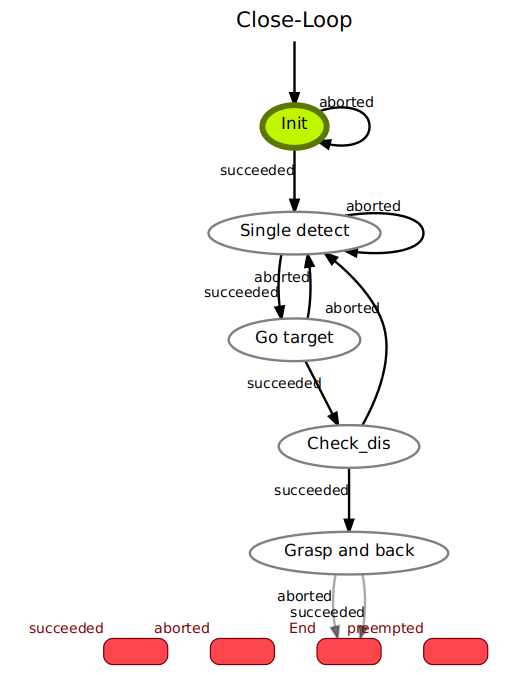 Close-Loop
aborted
Init
succeeded
aborted
Single detect
aborted
succeeded
aborted
Go target
succeeded
Check_dis
succeeded
Grasp and back
aborted
succeeded
succeeded aborted End preempted